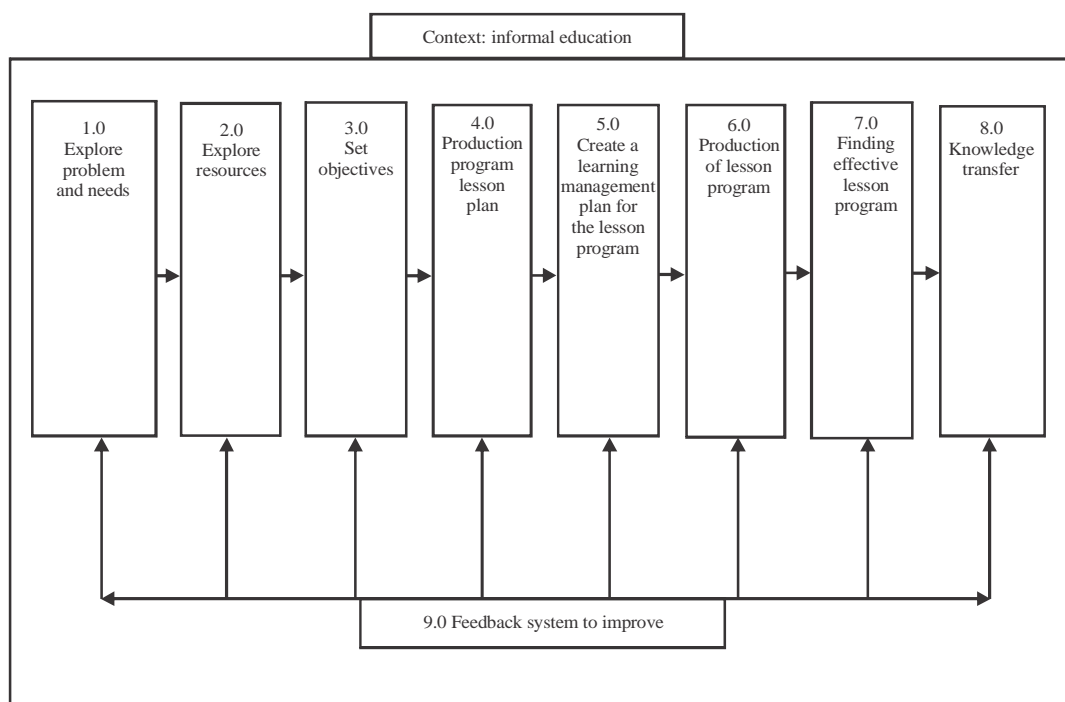 Context: informal education
1.0
Explore
problem
and needs
2.0
Explore
resources
3.0
Set
objectives
4.0
Production
program
lesson
plan
5.0
Create a
learning
management
plan for
the lesson
program
6.0
Production
of lesson
program
7.0
Finding
effective
lesson
program
8.0
Knowledge
transfer
9.0 Feedback system to improve